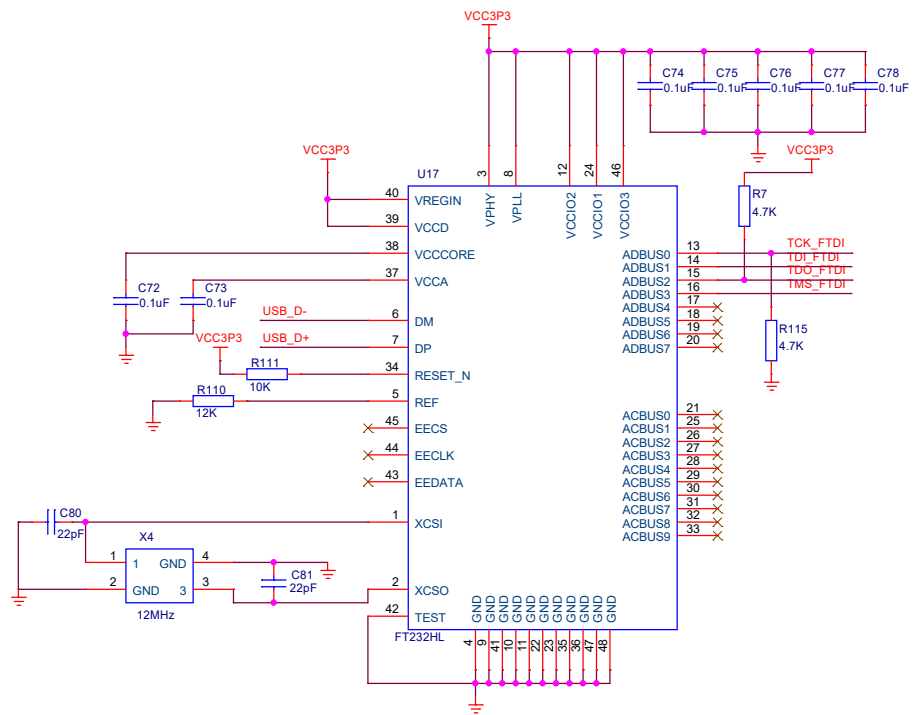 VCC3P3
C74
0.1uF
C75
0.1uF
C76
0.1uF
C77
0.1uF
C78
0.1uF
VCC3P3
VCC3P3
U17
3
8
12
24
46
VPHY
VPLL
VCCIO2
VCCIO1
VCCIO3
R7
4.7K
40 VREGIN
39 VCCD
38 VCCCORE
37 VCCA
6 DM
7 DP
34 RESET_N
5 REF
45 EECS
44 EECLK
43 EEDATA
1 XCSI
2 XCSO
42 TEST
ADBUS0 13 TCK_FTDI
ADBUS1 14 TDI_FTDI
ADBUS2 15 TDO_FTDI
ADBUS3 16 TMS_FTDI
ADBUS4 17
ADBUS5 18
ADBUS6 19
ADBUS7 20
R115
4.7K
ACBUS0 21
ACBUS1 25
ACBUS2 26
ACBUS3 27
ACBUS4 28
ACBUS5 29
ACBUS6 30
ACBUS7 31
ACBUS8 32
ACBUS9 33
C72
0.1uF
C73
0.1uF
USB_D-
USB_D+
VCC3P3
R111
10K
R110
12K
C80
22pF
X4
1 1 GND 4
2 GND 3 3
12MHz
C81
22pF
FT232HL
GND
GND
GND
GND
GND
GND
GND
GND
GND
GND
GND
4
9
41
10
11
22
23
35
36
47
48